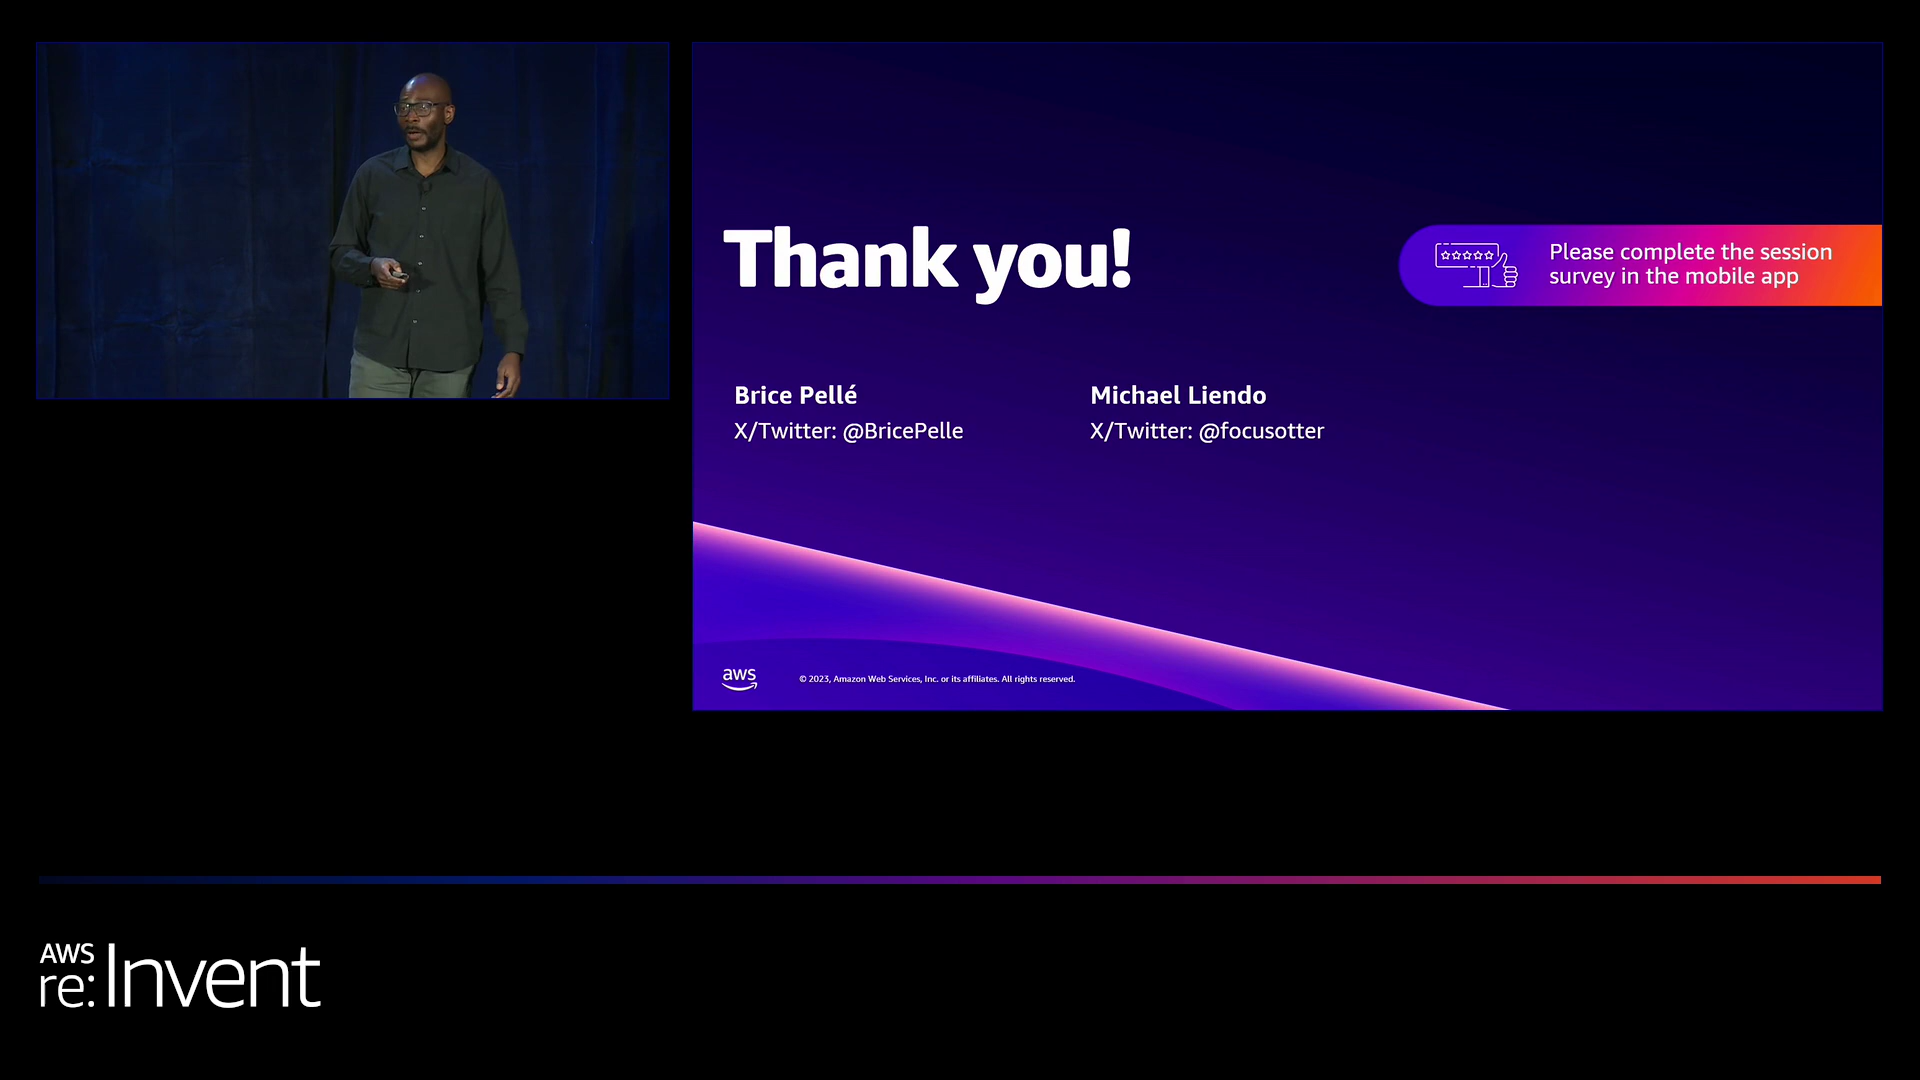 Thank you!
Please complete the session
survey in the mobile app
Brice Pellé
X/Twitter: @BricePelle
Michael Liendo
X/Twitter: @focusotter
aws
© 2023, Amazon Web Services, Inc. or its affiliates. All rights reserved.
AWS
re:Invent